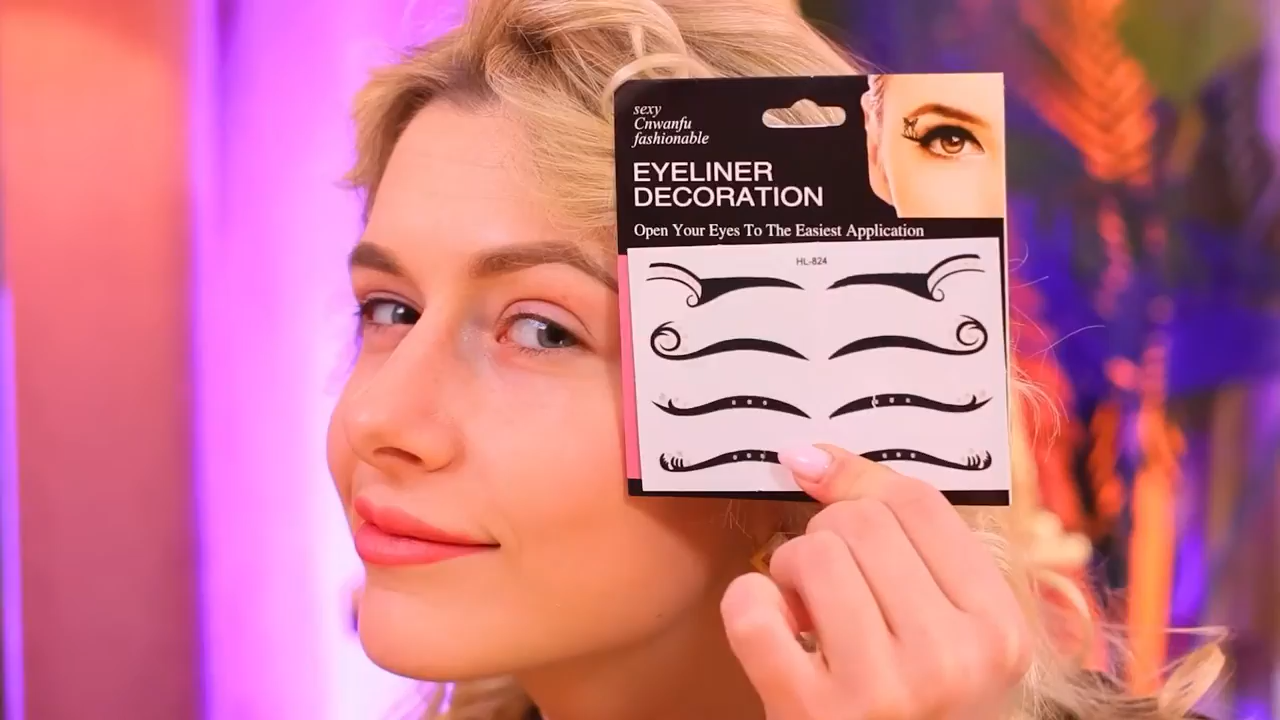 sexy
Cnwanfu
fashionable
EYELINER
DECORATION
Open Your Eyes To The Easiest Application
HL-824